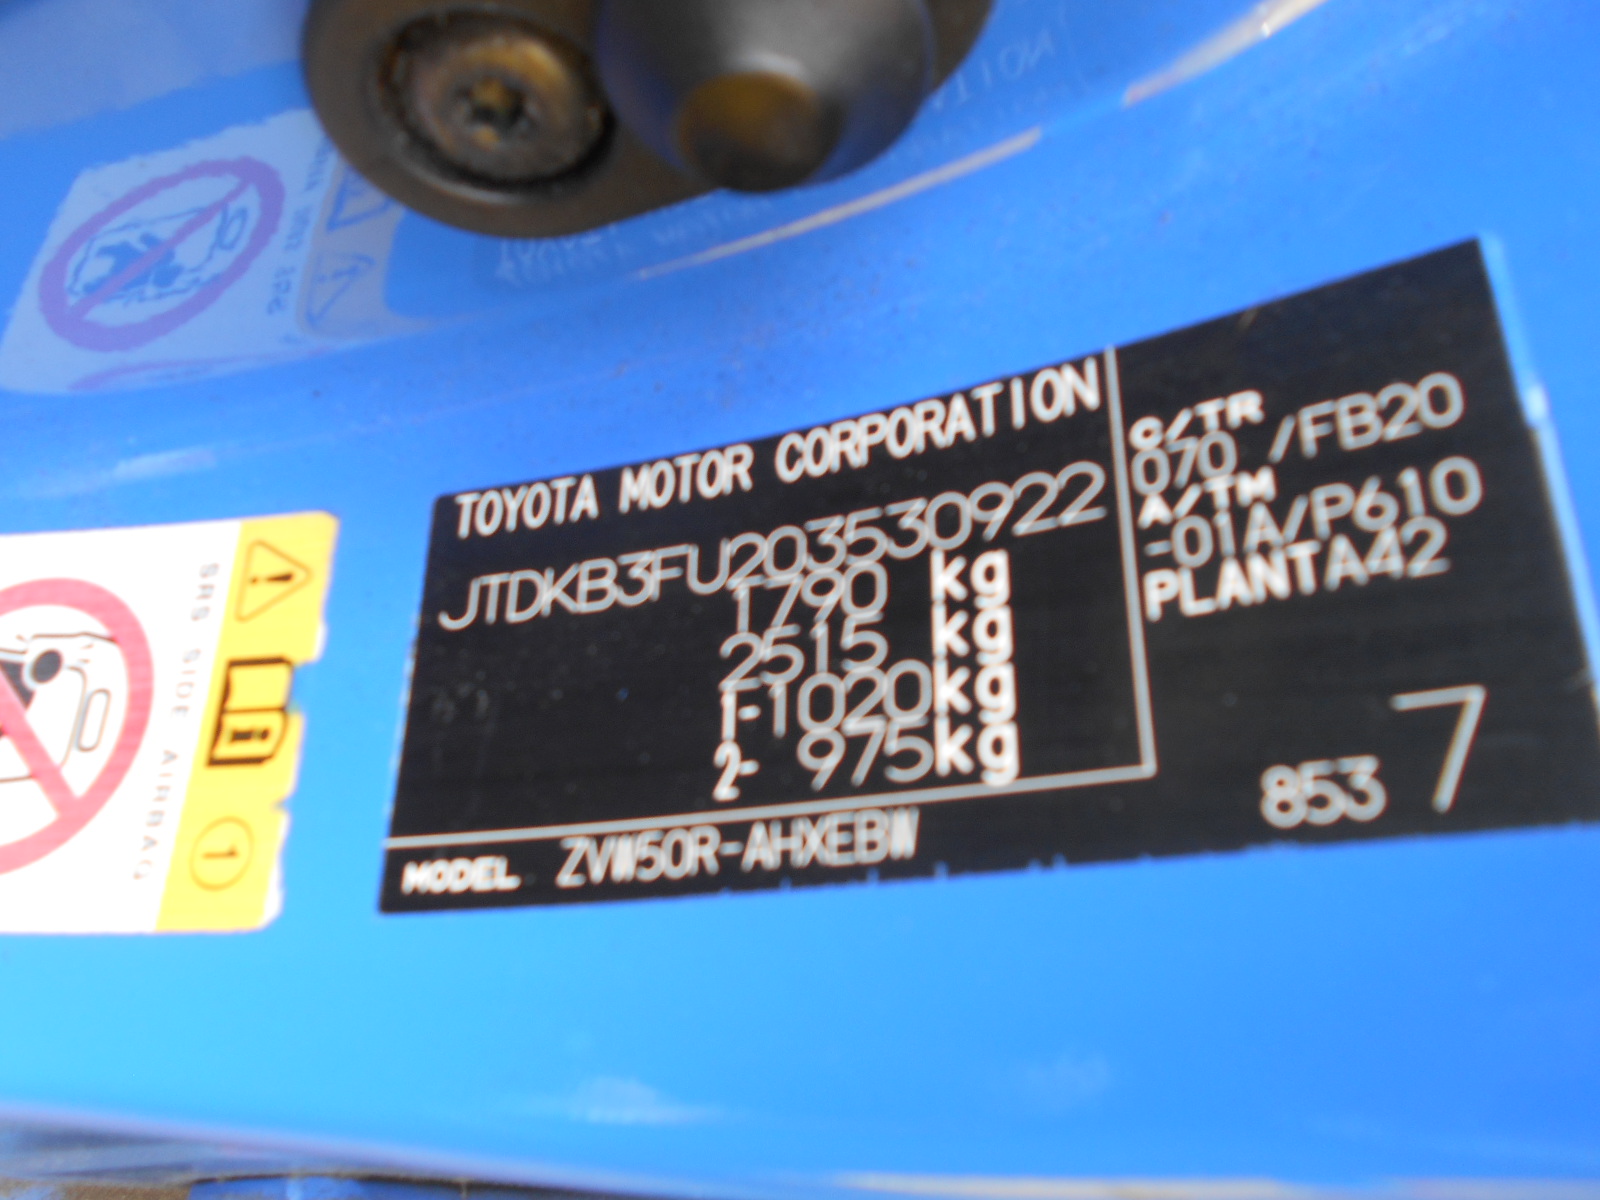 TOYOTA MOTOR CORPORATION
JTDKB3FU203530922
1790 kg
2515 kg
1-1020kg
2- 975kg
MODEL ZVW50R-AHXEBW
C/TR
070 /FB20
A/TM
-01A/P610
PLANTA42
853 7
SRS SIDE AIRBAG
1